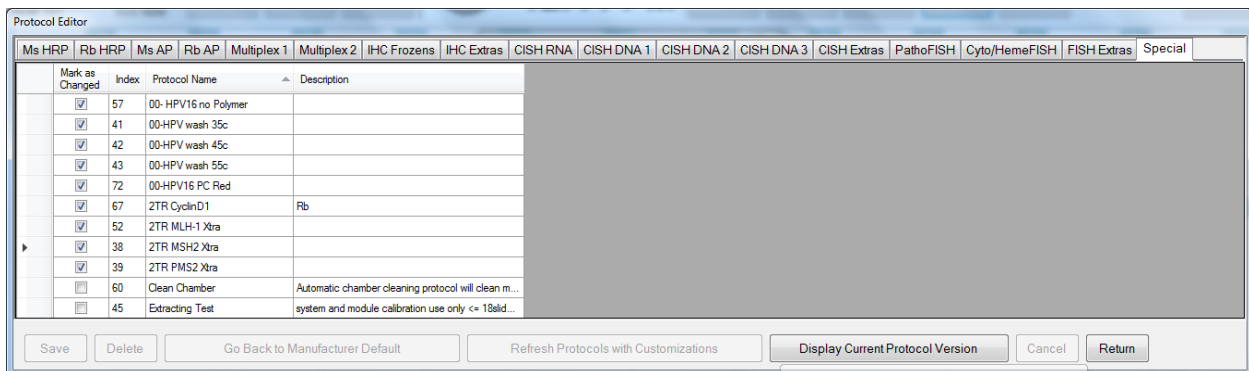 Protocol Editor
Ms HRP Rb HRP Ms AP Rb AP Multiplex 1 Multiplex 2 IHC Frozens IHC Extras CISH RNA CISH DNA 1 CISH DNA 2 CISH DNA 3 CISH Extras PathoFISH Cyto/HemeFISH FISH Extras Special
Mark as Changed Index Protocol Name Description
57 00- HPV16 no Polymer
41 00-HPV wash 35c
42 00-HPV wash 45c
43 00-HPV wash 55c
72 00-HPV16 PC Red
67 2TR CyclinD1 Rb
52 2TR MLH-1 Xtra
38 2TR MSH2 Xtra
39 2TR PMS2 Xtra
60 Clean Chamber Automatic chamber cleaning protocol will clean m...
45 Extracting Test system and module calibration use only <= 18slid...
Save Delete Go Back to Manufacturer Default Refresh Protocols with Customizations Display Current Protocol Version Cancel Return